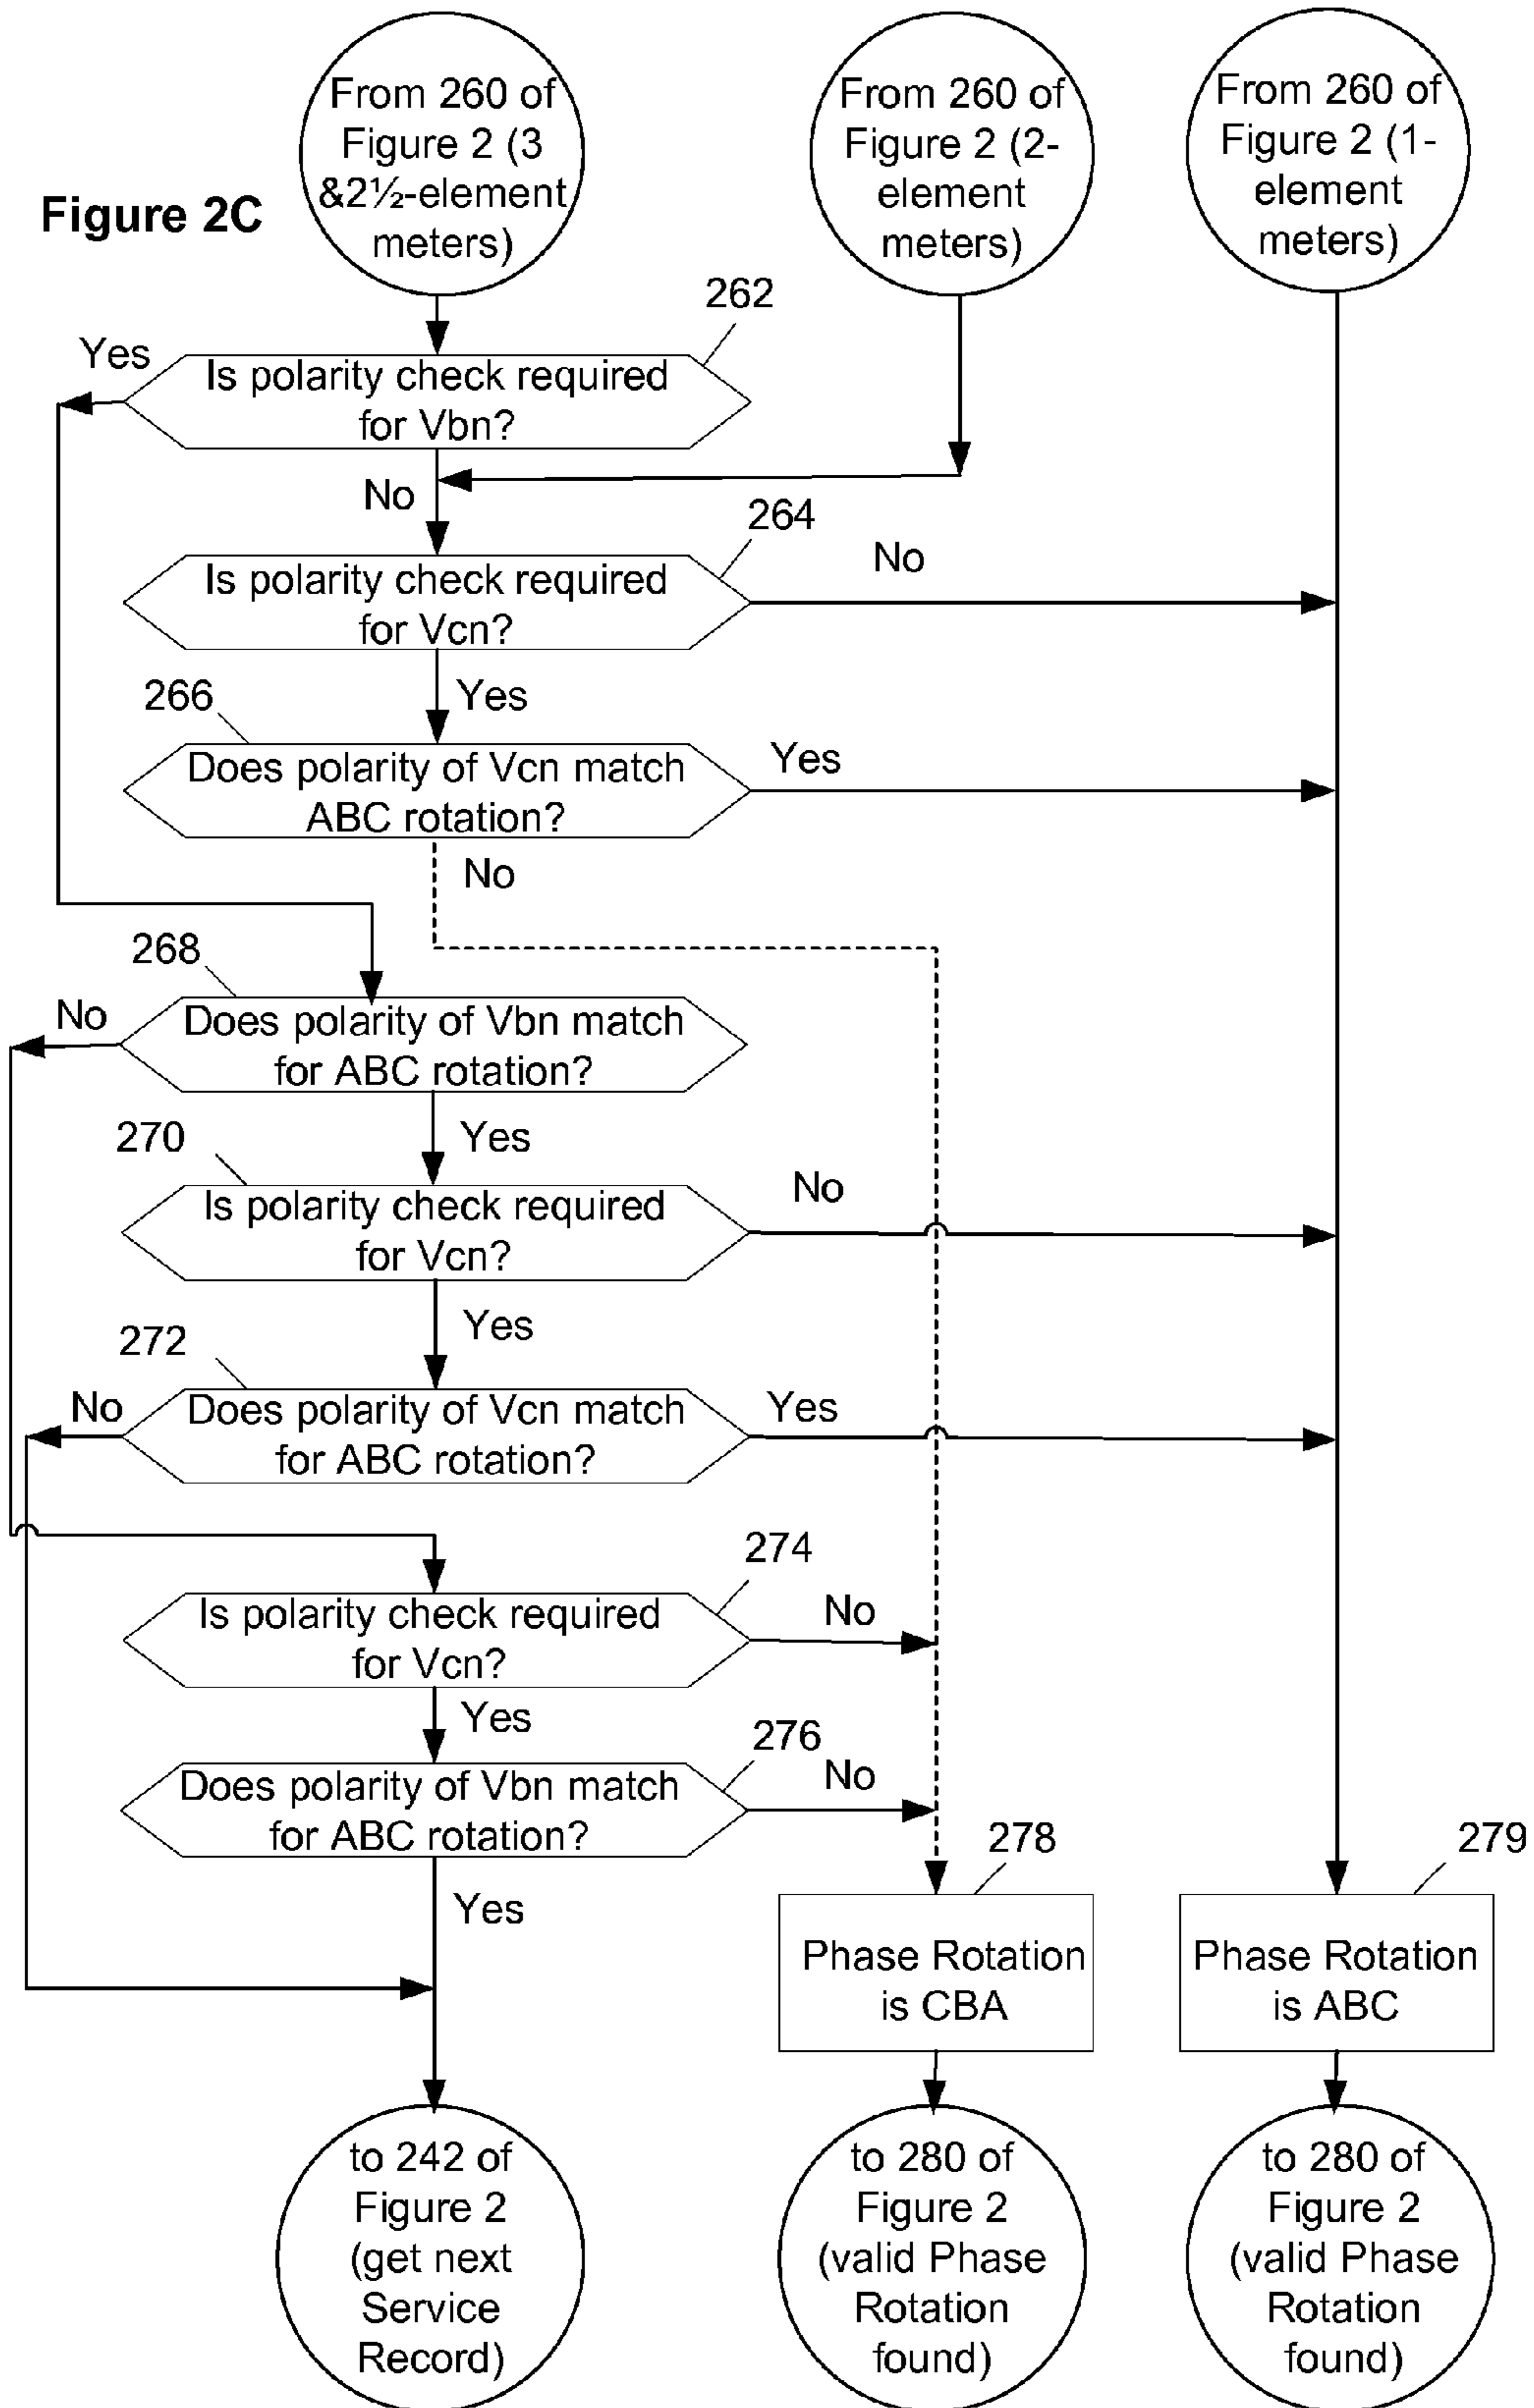 From 260 of
Figure 2 (3
&2½-element
meters)
From 260 of
Figure 2 (2-
element
meters)
From 260 of
Figure 2 (1-
element
meters)
Figure 2C
262
Yes
Is polarity check required
for Vbn?
No
264
Is polarity check required
for Vcn?
No
Yes
266
Does polarity of Vcn match
ABC rotation?
Yes
No
268
No
Does polarity of Vbn match
for ABC rotation?
Yes
270
Is polarity check required
for Vcn?
No
Yes
272
No
Does polarity of Vcn match
for ABC rotation?
Yes
274
Is polarity check required
for Vcn?
No
Yes
276
Does polarity of Vbn match
for ABC rotation?
No
Yes
278
Phase Rotation
is CBA
279
Phase Rotation
is ABC
to 242 of
Figure 2
(get next
Service
Record)
to 280 of
Figure 2
(valid Phase
Rotation
found)
to 280 of
Figure 2
(valid Phase
Rotation
found)